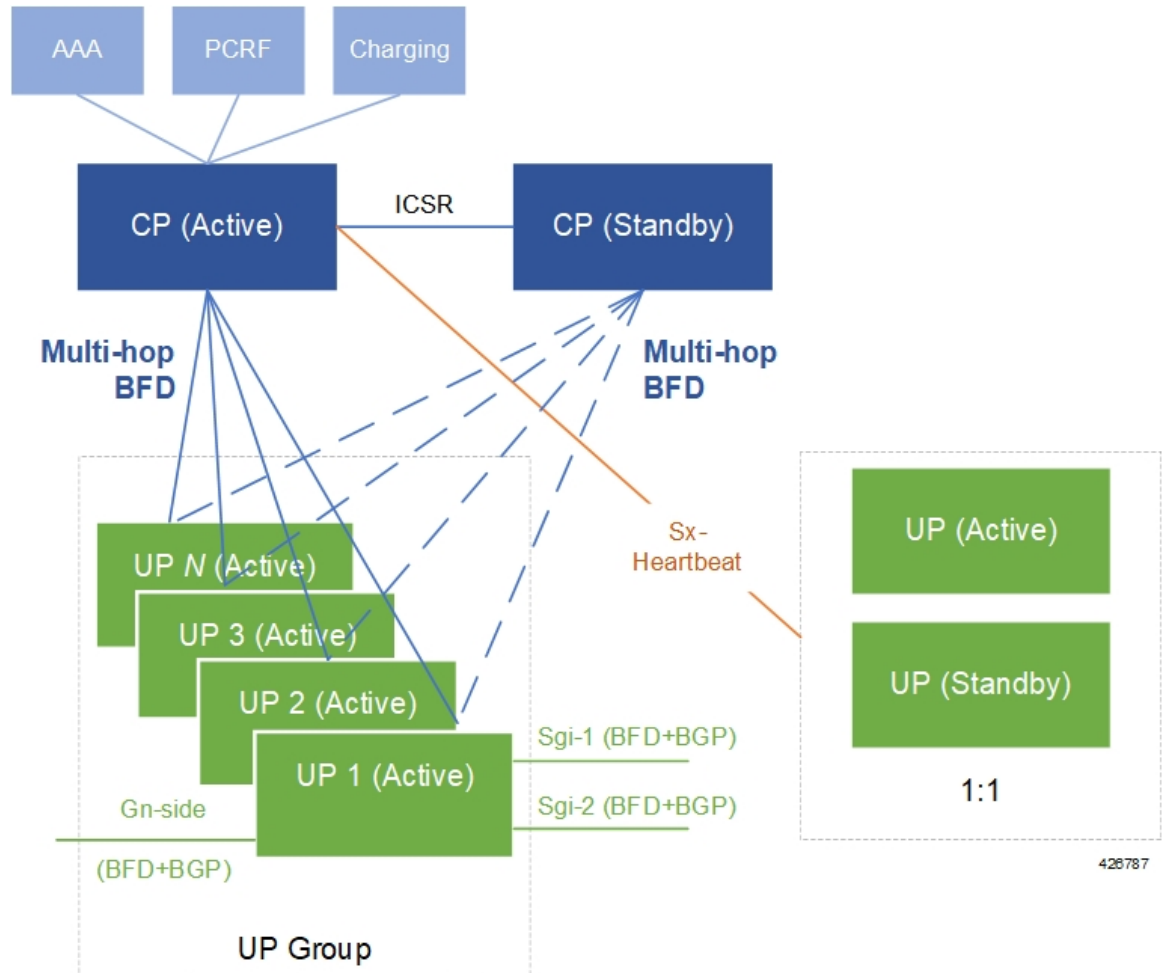 AAA
PCRF
Charging
CP (Active)
ICSR
CP (Standby)
Multi-hop
BFD
Multi-hop
BFD
Sx-
Heartbeat
UP N (Active)
UP 3 (Active)
UP 2 (Active)
UP 1 (Active)
Sgi-1 (BFD+BGP)
Sgi-2 (BFD+BGP)
Gn-side
(BFD+BGP)
UP Group
UP (Active)
UP (Standby)
1:1
426787